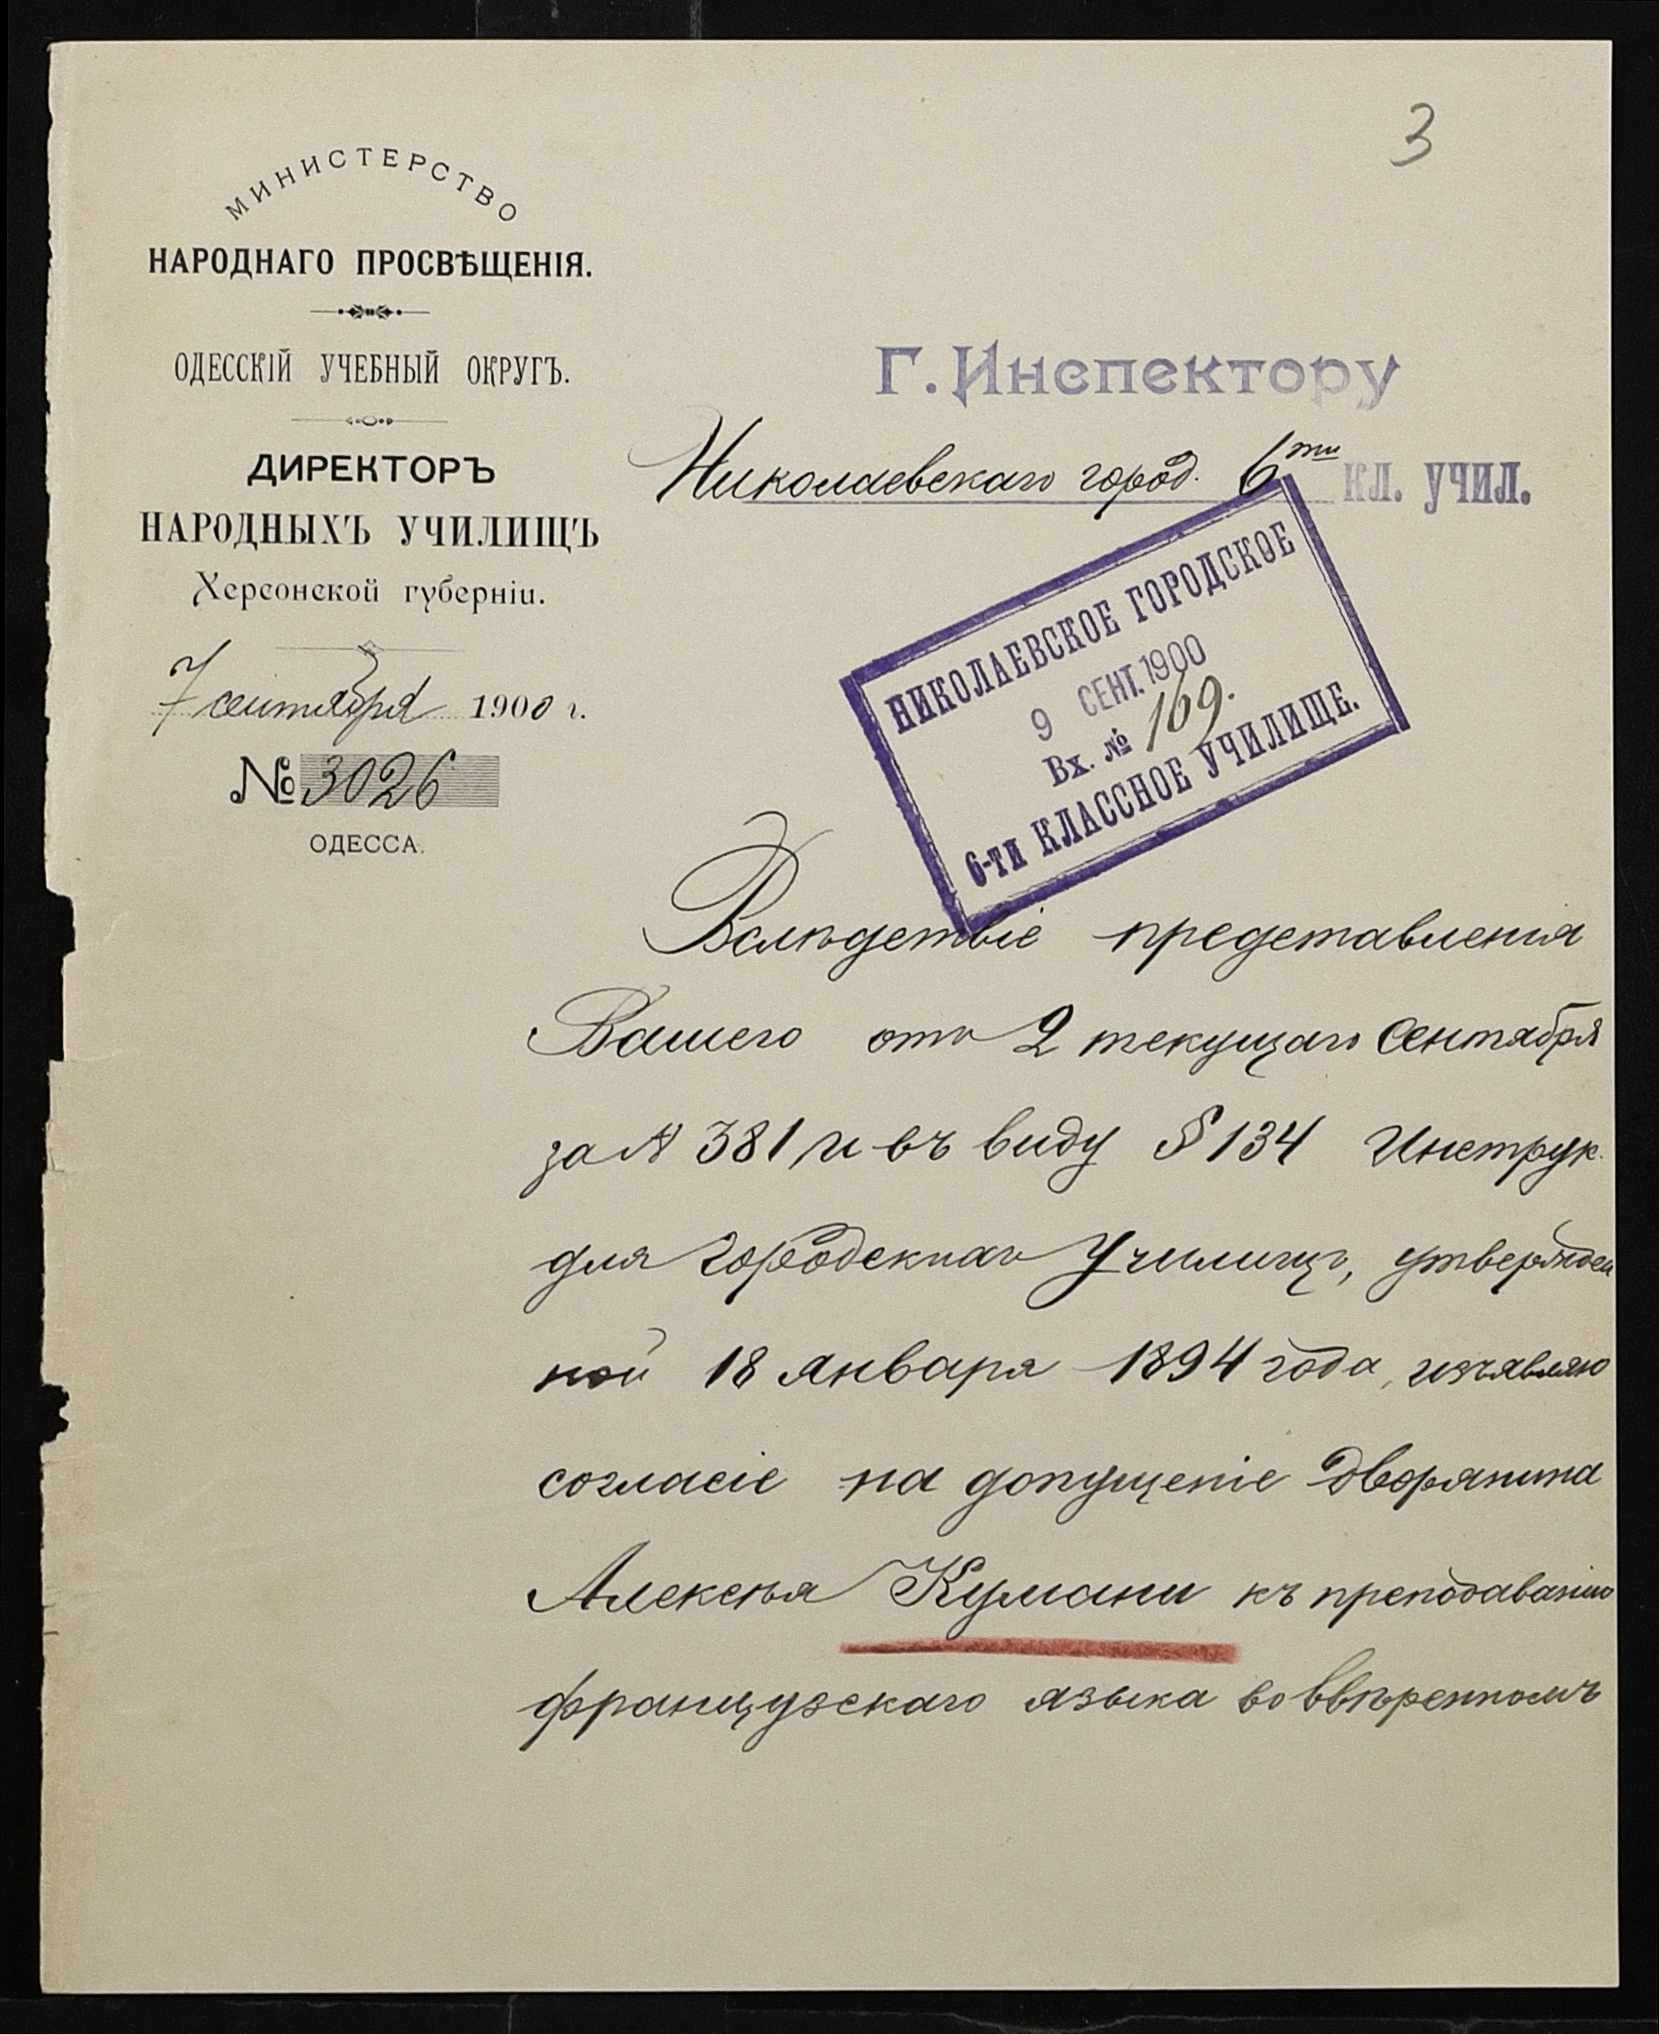 3
МИНИСТЕРСТВО
НАРОДНАГО ПРОСВѢЩЕНІЯ.
ОДЕССКІЙ УЧЕБНЫЙ ОКРУГЪ.
ДИРЕКТОРЪ
НАРОДНЫХЪ УЧИЛИЩЪ
Херсонской губерніи.
7 сентября 1900 г.
№ 3026
ОДЕССА.
Г. Инспектору
Николаевскаго город. 6ти КЛ. УЧИЛ.
НИКОЛАЕВСКОЕ ГОРОДСКОЕ
9 СЕНТ. 1900
Вх. № 169.
6-ТИ КЛАССНОЕ УЧИЛИЩЕ.
Вслѣдствіе представленія
Вашего отъ 2 текущаго Сентября
за № 381 и въ виду § 134 Инструк.
для городскихъ Училищъ, утвержден
ной 18 января 1894 года, изъявляю
согласіе на допущеніе дворянина
Алексѣя Кумани къ преподаванію
французскаго языка во ввѣренномъ